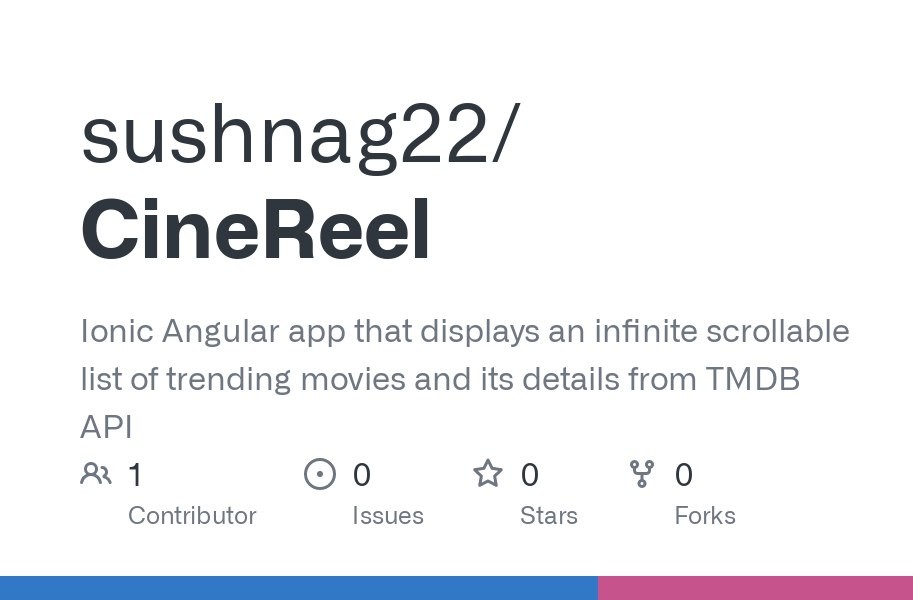 sushnag22/
CineReel
Ionic Angular app that displays an infinite scrollable
list of trending movies and its details from TMDB
API
1 0 0 0
Contributor Issues Stars Forks